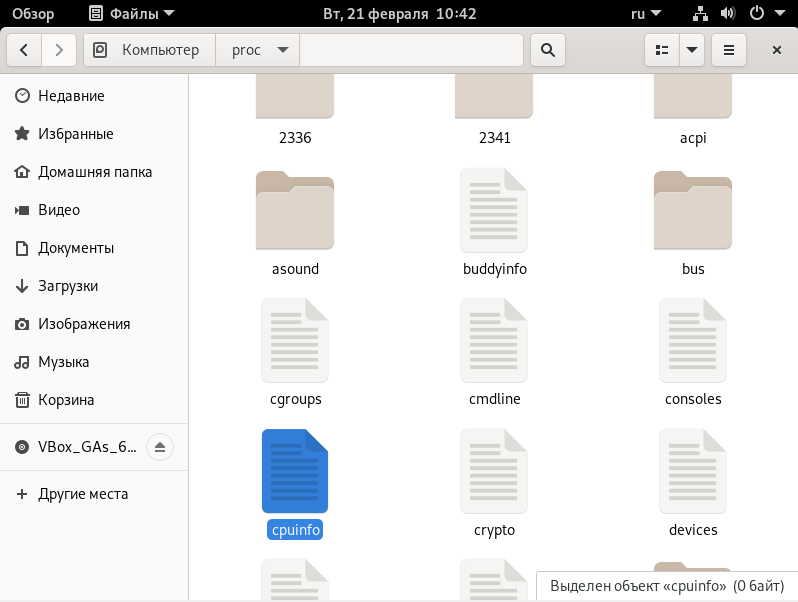 Обзор Файлы Вт, 21 февраля 10:42 ru
Компьютер proc
Недавние
Избранные
Домашняя папка
Видео
Документы
Загрузки
Изображения
Музыка
Корзина
VBox_GAs_6...
Другие места
2336 2341 acpi
asound buddyinfo bus
cgroups cmdline consoles
cpuinfo crypto devices
Выделен объект «cpuinfo» (0 байт)